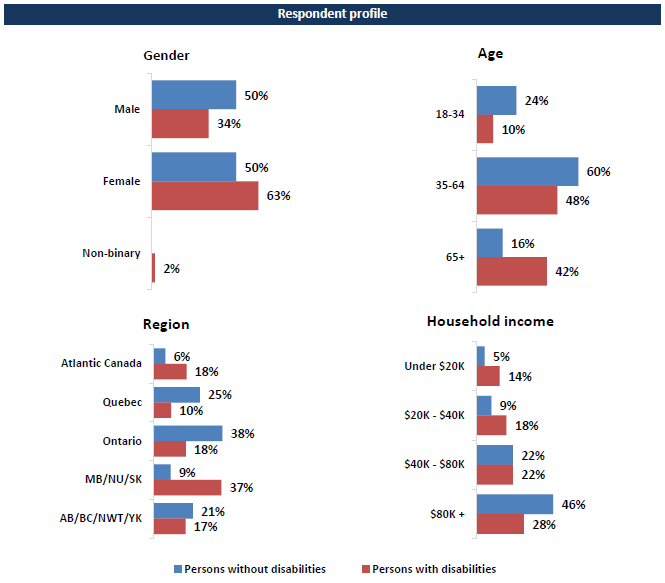 Respondent profile
Gender
Male
50%
34%
Female
50%
63%
Non-binary
2%
Age
18-34
24%
10%
35-64
60%
48%
65+
16%
42%
Region
Atlantic Canada
6%
18%
Quebec
25%
10%
Ontario
38%
18%
MB/NU/SK
9%
37%
AB/BC/NWT/YK
21%
17%
Household income
Under $20K
5%
14%
$20K - $40K
9%
18%
$40K - $80K
22%
22%
$80K +
46%
28%
Persons without disabilities
Persons with disabilities